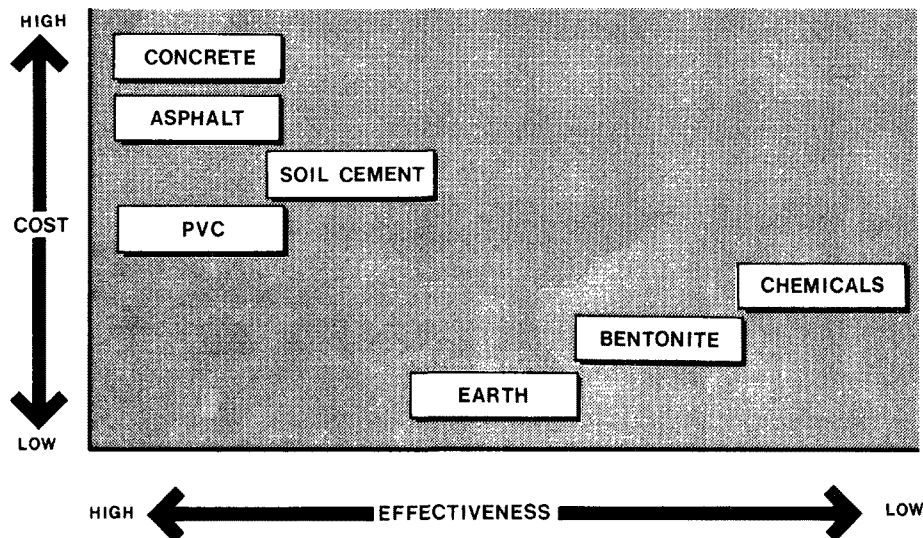 HIGH
CONCRETE
ASPHALT
SOIL CEMENT
COST
PVC
CHEMICALS
BENTONITE
EARTH
LOW
HIGH
EFFECTIVENESS
LOW